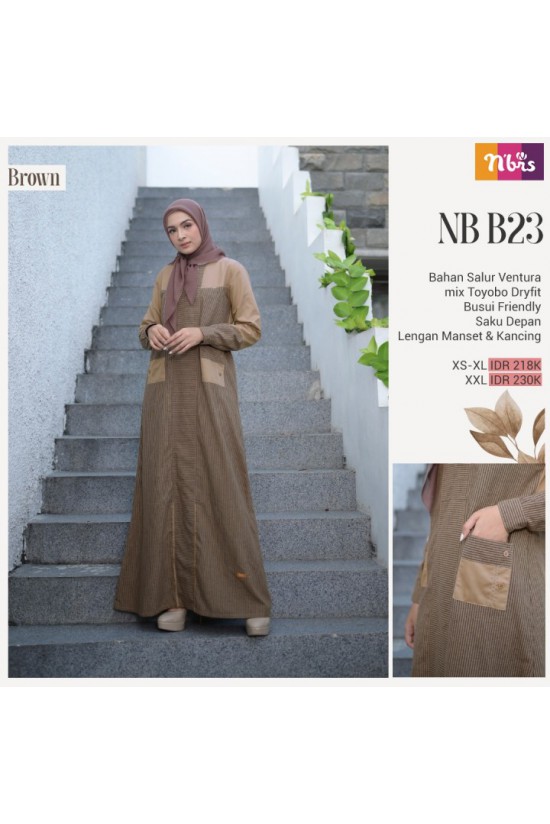 Brown
N'brs
NB B23
Bahan Salur Ventura
mix Toyobo Dryfit
Busui Friendly
Saku Depan
Lengan Manset & Kancing
XS-XL IDR 218K
XXL IDR 230K